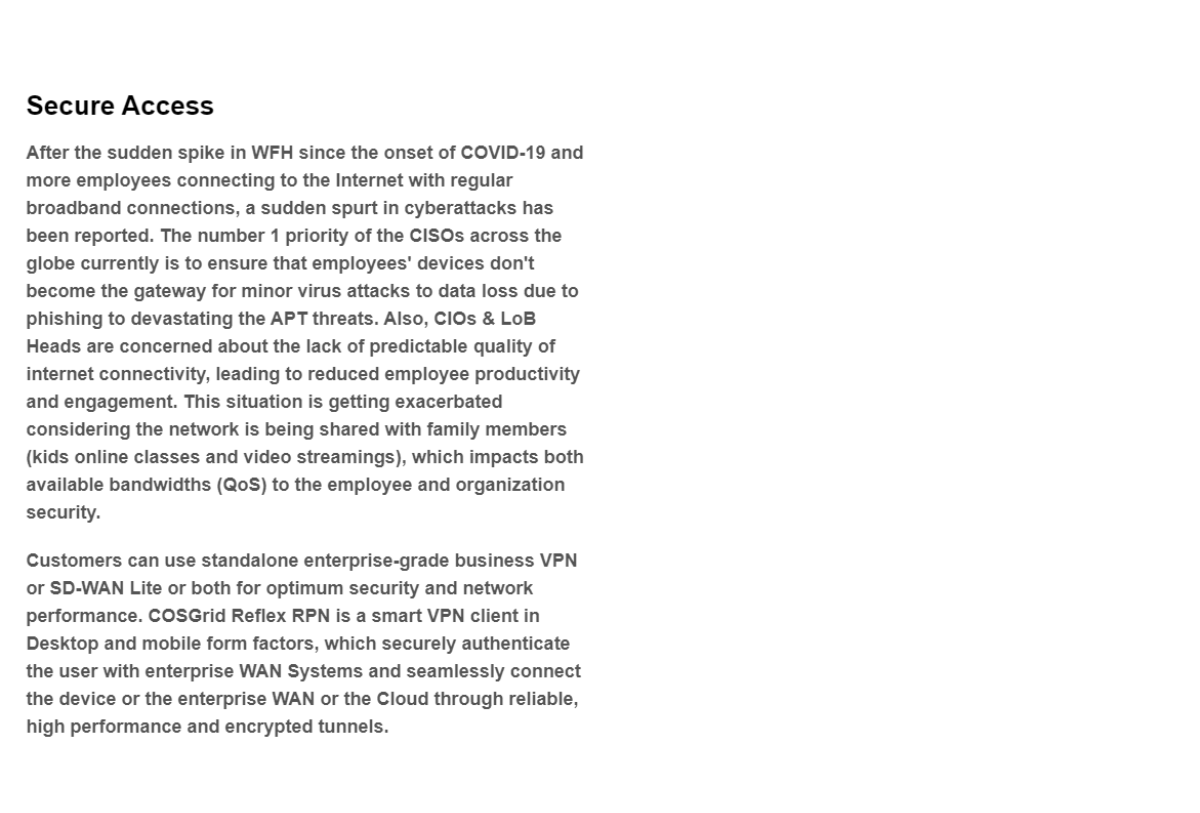 Secure Access
After the sudden spike in WFH since the onset of COVID-19 and
more employees connecting to the Internet with regular
broadband connections, a sudden spurt in cyberattacks has
been reported. The number 1 priority of the CISOs across the
globe currently is to ensure that employees' devices don't
become the gateway for minor virus attacks to data loss due to
phishing to devastating the APT threats. Also, CIOs & LoB
Heads are concerned about the lack of predictable quality of
internet connectivity, leading to reduced employee productivity
and engagement. This situation is getting exacerbated
considering the network is being shared with family members
(kids online classes and video streamings), which impacts both
available bandwidths (QoS) to the employee and organization
security.
Customers can use standalone enterprise-grade business VPN
or SD-WAN Lite or both for optimum security and network
performance. COSGrid Reflex RPN is a smart VPN client in
Desktop and mobile form factors, which securely authenticate
the user with enterprise WAN Systems and seamlessly connect
the device or the enterprise WAN or the Cloud through reliable,
high performance and encrypted tunnels.